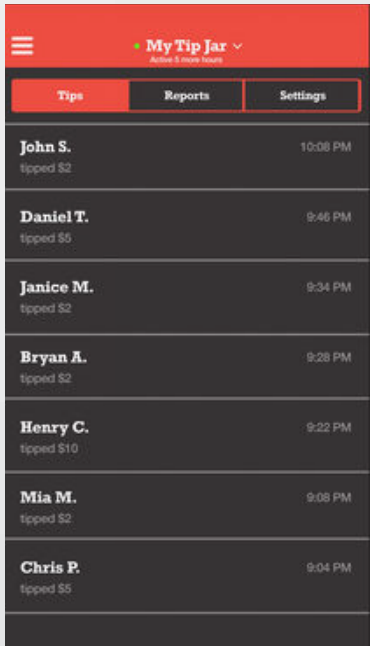 My Tip Jar
Active 5 more hours
Tips Reports Settings
John S. 10:08 PM
tipped $2
Daniel T. 9:46 PM
tipped $5
Janice M. 9:34 PM
tipped $2
Bryan A. 9:28 PM
tipped $2
Henry C. 9:22 PM
tipped $10
Mia M. 9:08 PM
tipped $2
Chris P. 9:04 PM
tipped $5